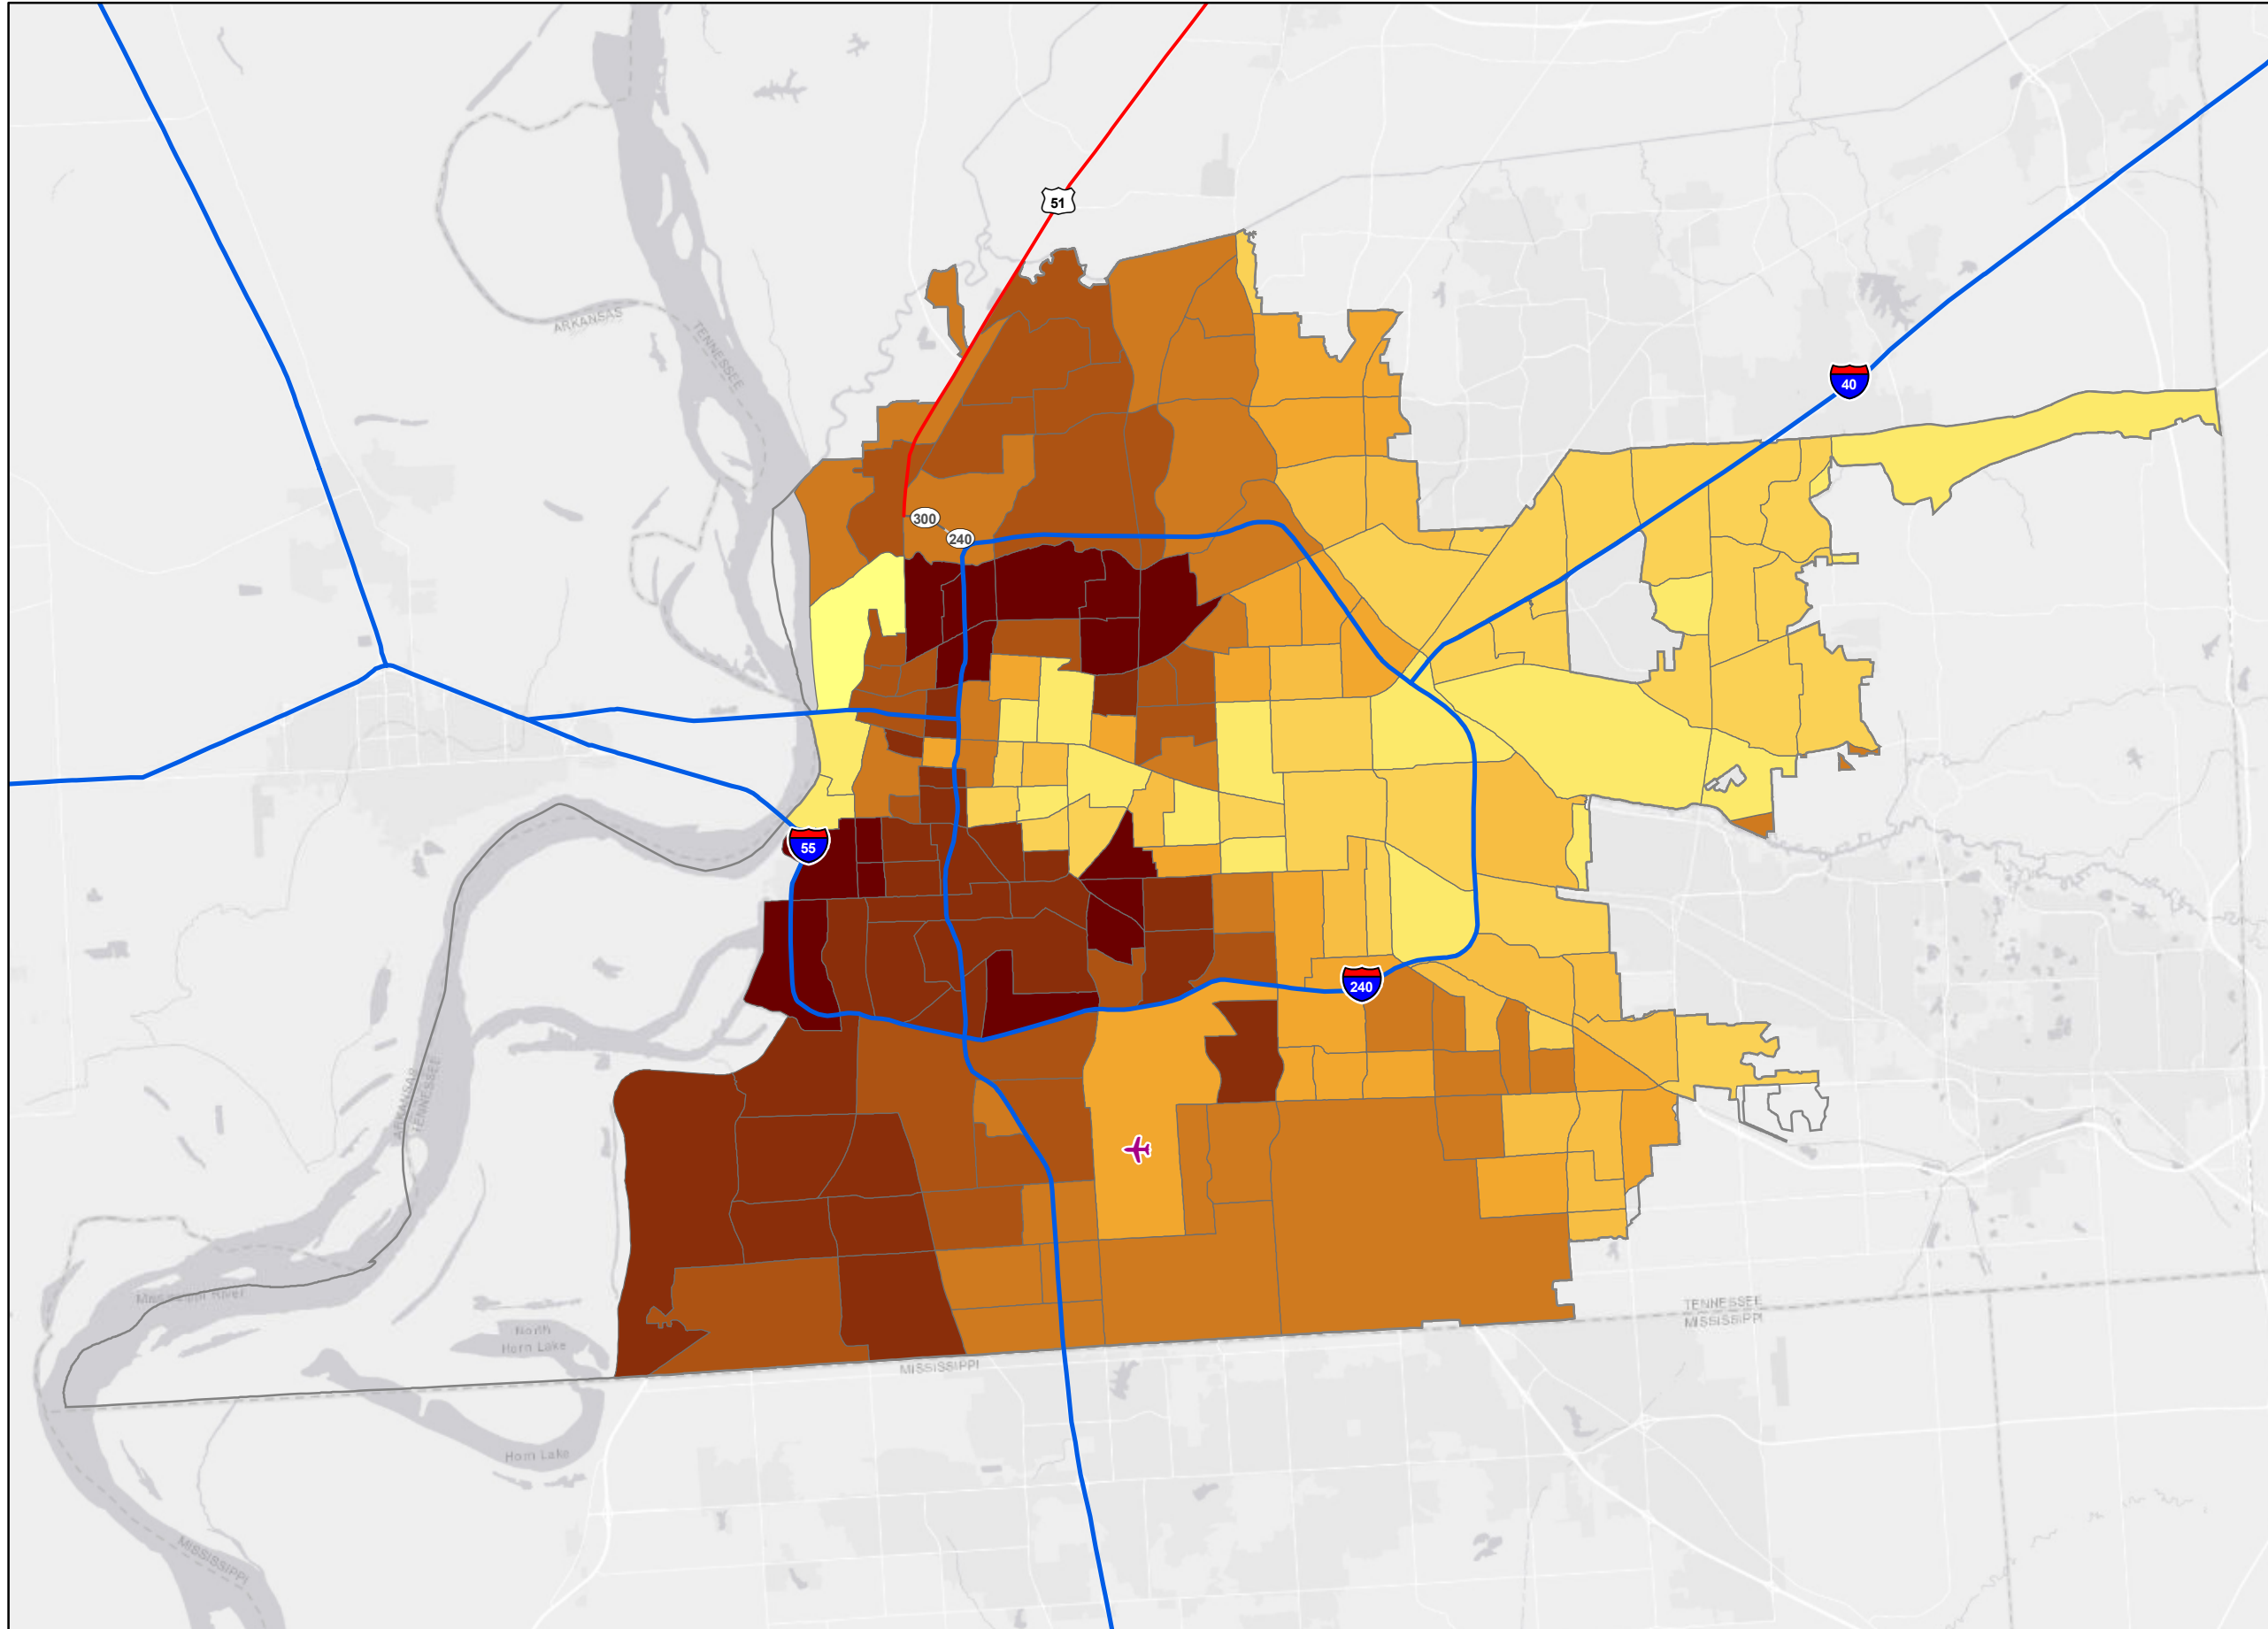 51
ARKANSAS
TENNESSEE
40
300
240
55
240
ARKANSAS
TENNESSEE
Mississippi River
North
Horn Lake
TENNESSEE
MISSISSIPPI
MISSISSIPPI
Horn Lake
MISSISSIPPI